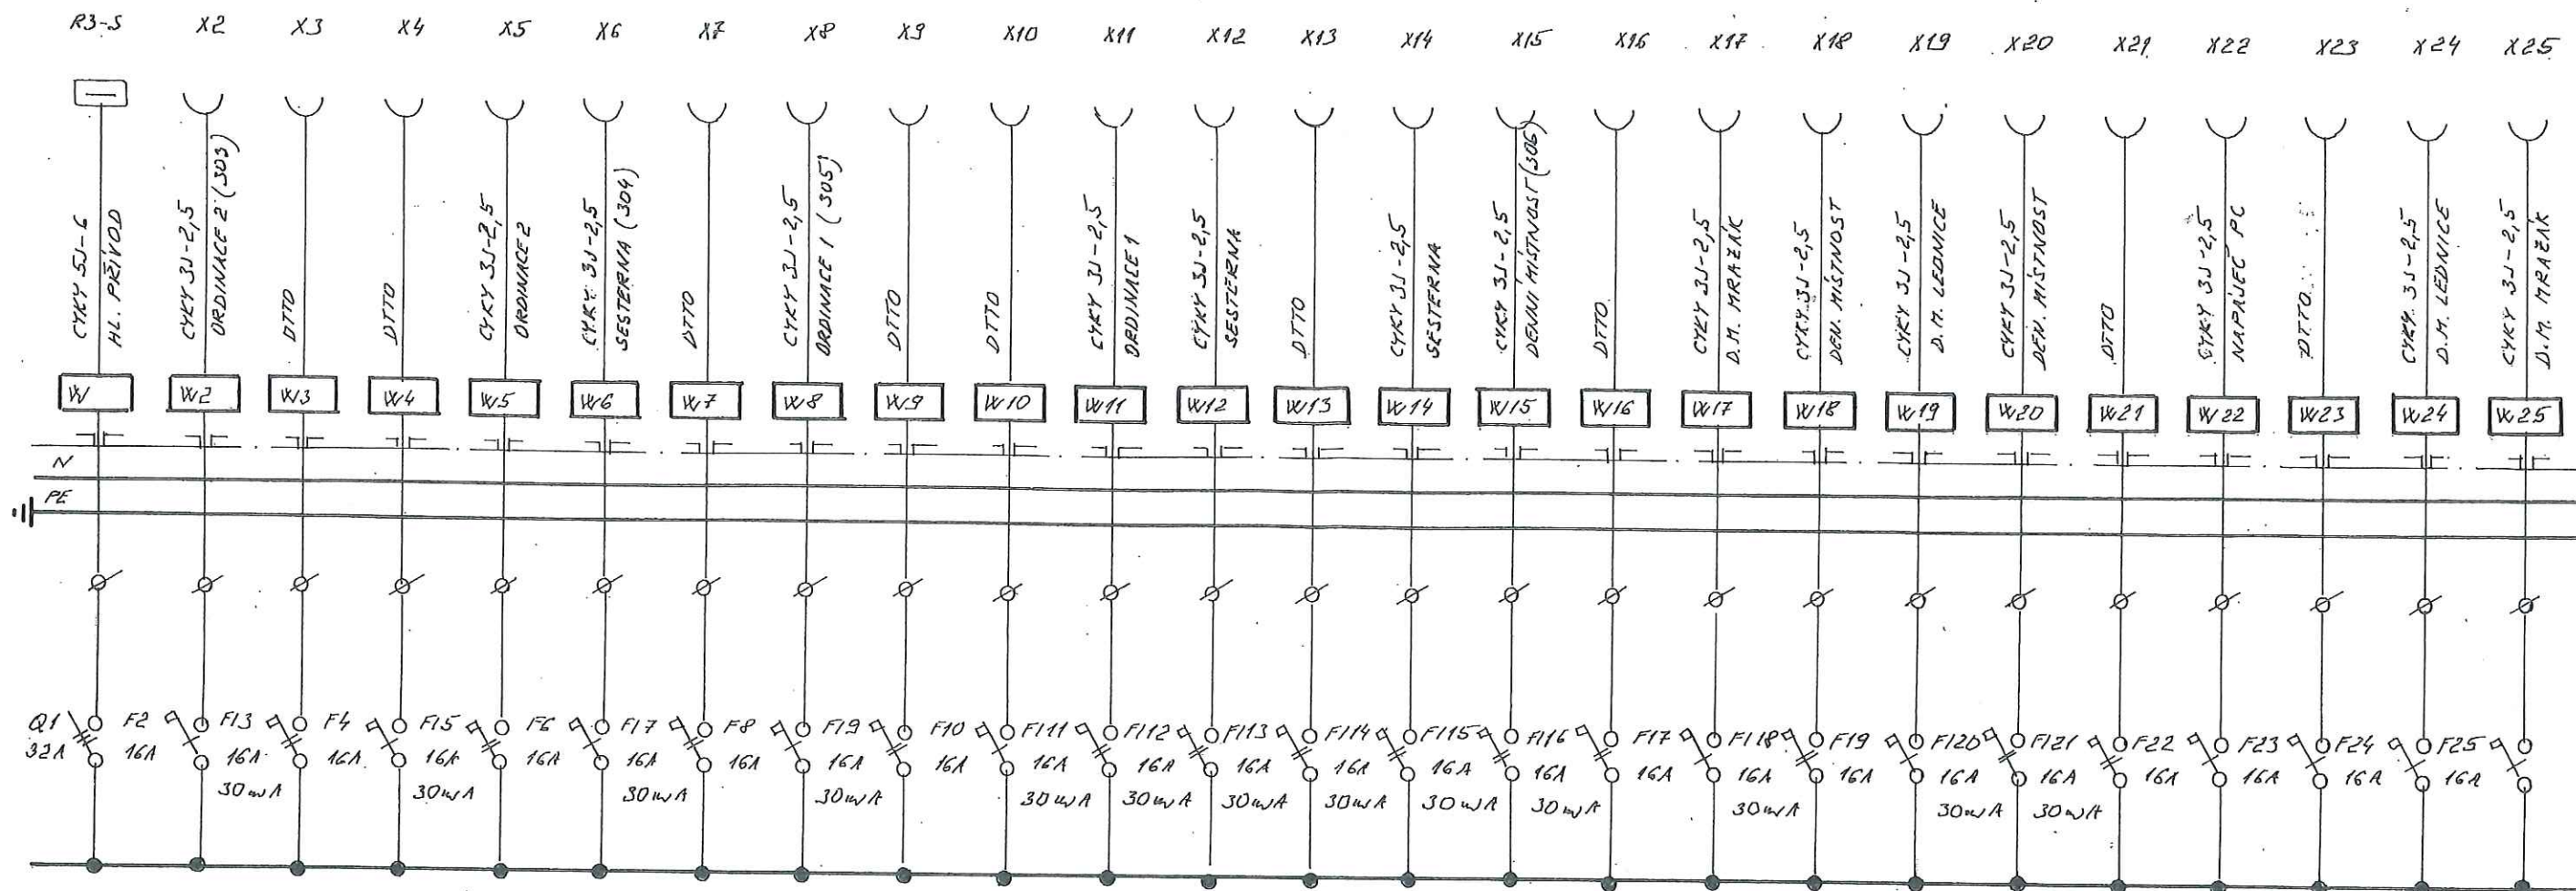 R3-S X2 X3 X4 X5 X6 X7 X8 X9 X10 X11 X12 X13 X14 X15 X16 X17 X18 X19 X20 X21 X22 X23 X24 X25
CYKY 5J-6
HL. PŘÍVOD
CYKY 3J-2,5
ORDINACE 2 (303)
DTTO
DTTO
CYKY 3J-2,5
ORDINACE 2
CYKY 3J-2,5
SESTERNA (304)
DTTO
CYKY 3J-2,5
ORDINACE 1 (305)
DTTO
DTTO
CYKY 3J-2,5
ORDINACE 1
CYKY 3J-2,5
SESTERNA
DTTO
CYKY 3J-2,5
SESTERNA
CYKY 3J-2,5
DENNÍ MÍSTNOST (306)
DTTO
CYKY 3J-2,5
D.M. MRAŽÁK
CYKY 3J-2,5
DEN. MÍSTNOST
CYKY 3J-2,5
D.M. LEDNICE
CYKY 3J-2,5
DEN. MÍSTNOST
DTTO
CYKY 3J-2,5
NAPÁJEČ PC
DTTO
CYKY 3J-2,5
D.M. LEDNICE
CYKY 3J-2,5
D.M. MRAŽÁK
W W2 W3 W4 W5 W6 W7 W8 W9 W10 W11 W12 W13 W14 W15 W16 W17 W18 W19 W20 W21 W22 W23 W24 W25
N
PE
Q1 F2 FI3 F4 FI5 F6 FI7 F8 FI9 F10 FI11 FI12 FI13 FI14 FI15 FI16 F17 FI18 F19 FI20 FI21 F22 F23 F24 F25
32A 16A 16A 16A 16A 16A 16A 16A 16A 16A 16A 16A 16A 16A 16A 16A 16A 16A 16A 16A 16A 16A 16A 16A 16A
30mA 30mA 30mA 30mA 30mA 30mA 30mA 30mA 30mA 30mA 30mA 30mA 30mA